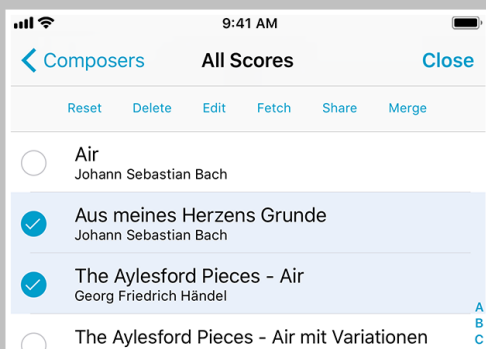 9:41 AM
Composers All Scores Close
Reset Delete Edit Fetch Share Merge
Air
Johann Sebastian Bach
Aus meines Herzens Grunde
Johann Sebastian Bach
The Aylesford Pieces - Air
Georg Friedrich Händel
The Aylesford Pieces - Air mit Variationen
A
B
C